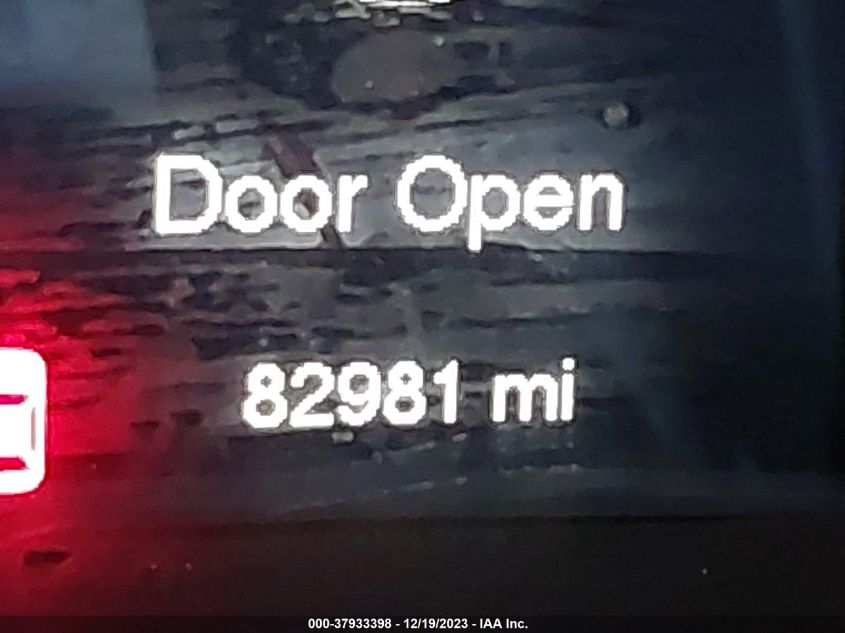 Door Open
82981 mi
000-37933398 - 12/19/2023 - IAA Inc.